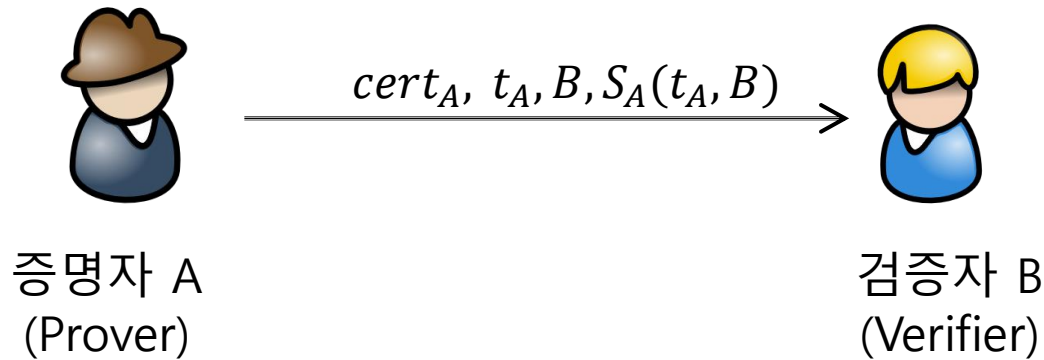 cert_A, t_A, B, S_A(t_A, B)
증명자 A
(Prover)
검증자 B
(Verifier)